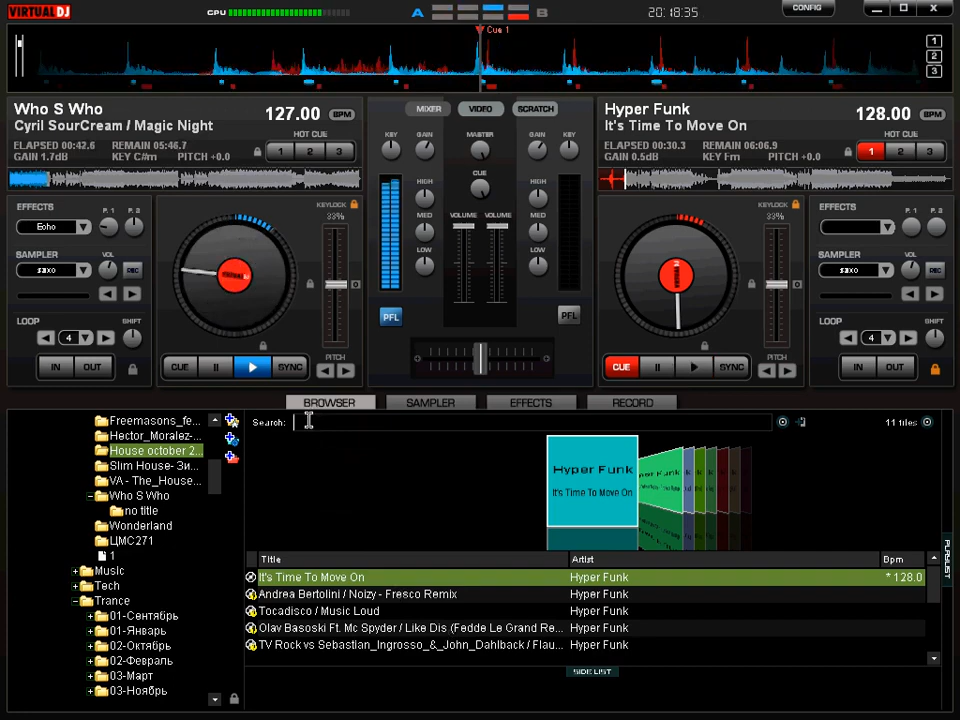 VIRTUAL DJ
CPU
A
B
20:18:35
CONFIG
Cue 1
1
2
3
Who S Who
127.00 BPM
Cyril SourCream / Magic Night
HOT CUE
ELAPSED 00:42.6 REMAIN 05:46.7
GAIN 1.7dB KEY C#m PITCH +0.0
1 2 3
MIXER VIDEO SCRATCH
KEY GAIN MASTER GAIN KEY
HIGH CUE HIGH
MED VOLUME VOLUME MED
LOW LOW
PFL PFL
Hyper Funk
128.00 BPM
It's Time To Move On
HOT CUE
ELAPSED 00:30.3 REMAIN 06:06.9
GAIN 0.5dB KEY Fm PITCH +0.0
1 2 3
EFFECTS P. 1 P. 2
Echo
SAMPLER VOL
saxo REC
LOOP SHIFT
4
IN OUT
KEYLOCK
33%
CUE SYNC
PITCH
KEYLOCK
33%
CUE SYNC
PITCH
EFFECTS P. 1 P. 2
SAMPLER VOL
saxo REC
LOOP SHIFT
4
IN OUT
BROWSER SAMPLER EFFECTS RECORD
Freemasons_fe...
Hector_Moralez-...
House october 2...
Slim House- Зи...
VA - The_House...
Who S Who
no title
Wonderland
ЦМС271
1
Music
Tech
Trance
01-Сентябрь
01-Январь
02-Октябрь
02-Февраль
03-Март
03-Ноябрь
Search:
11 files
Hyper Funk
It's Time To Move On
Title Artist Bpm
It's Time To Move On Hyper Funk * 128.0
Andrea Bertolini / Noizy - Fresco Remix Hyper Funk
Tocadisco / Music Loud Hyper Funk
Olav Basoski Ft. Mc Spyder / Like Dis (Fedde Le Grand Re... Hyper Funk
TV Rock vs Sebastian_Ingrosso_&_John_Dahlback / Flau... Hyper Funk
SIDE LIST
PLAYLIST